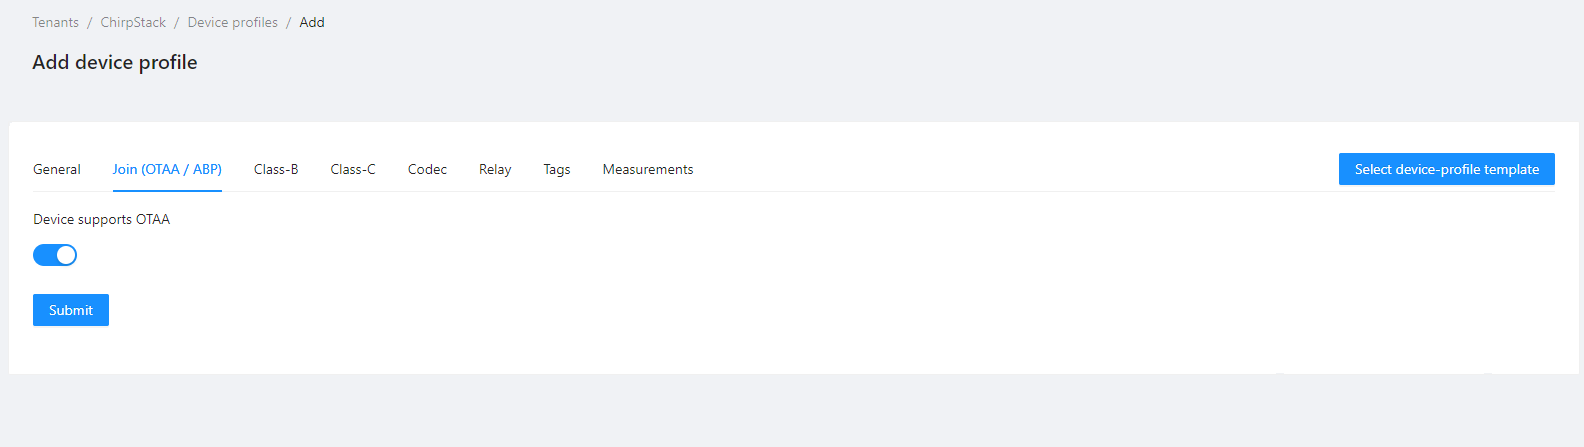 Tenants / ChirpStack / Device profiles / Add
Add device profile
General Join (OTAA / ABP) Class-B Class-C Codec Relay Tags Measurements Select device-profile template
Device supports OTAA
Submit